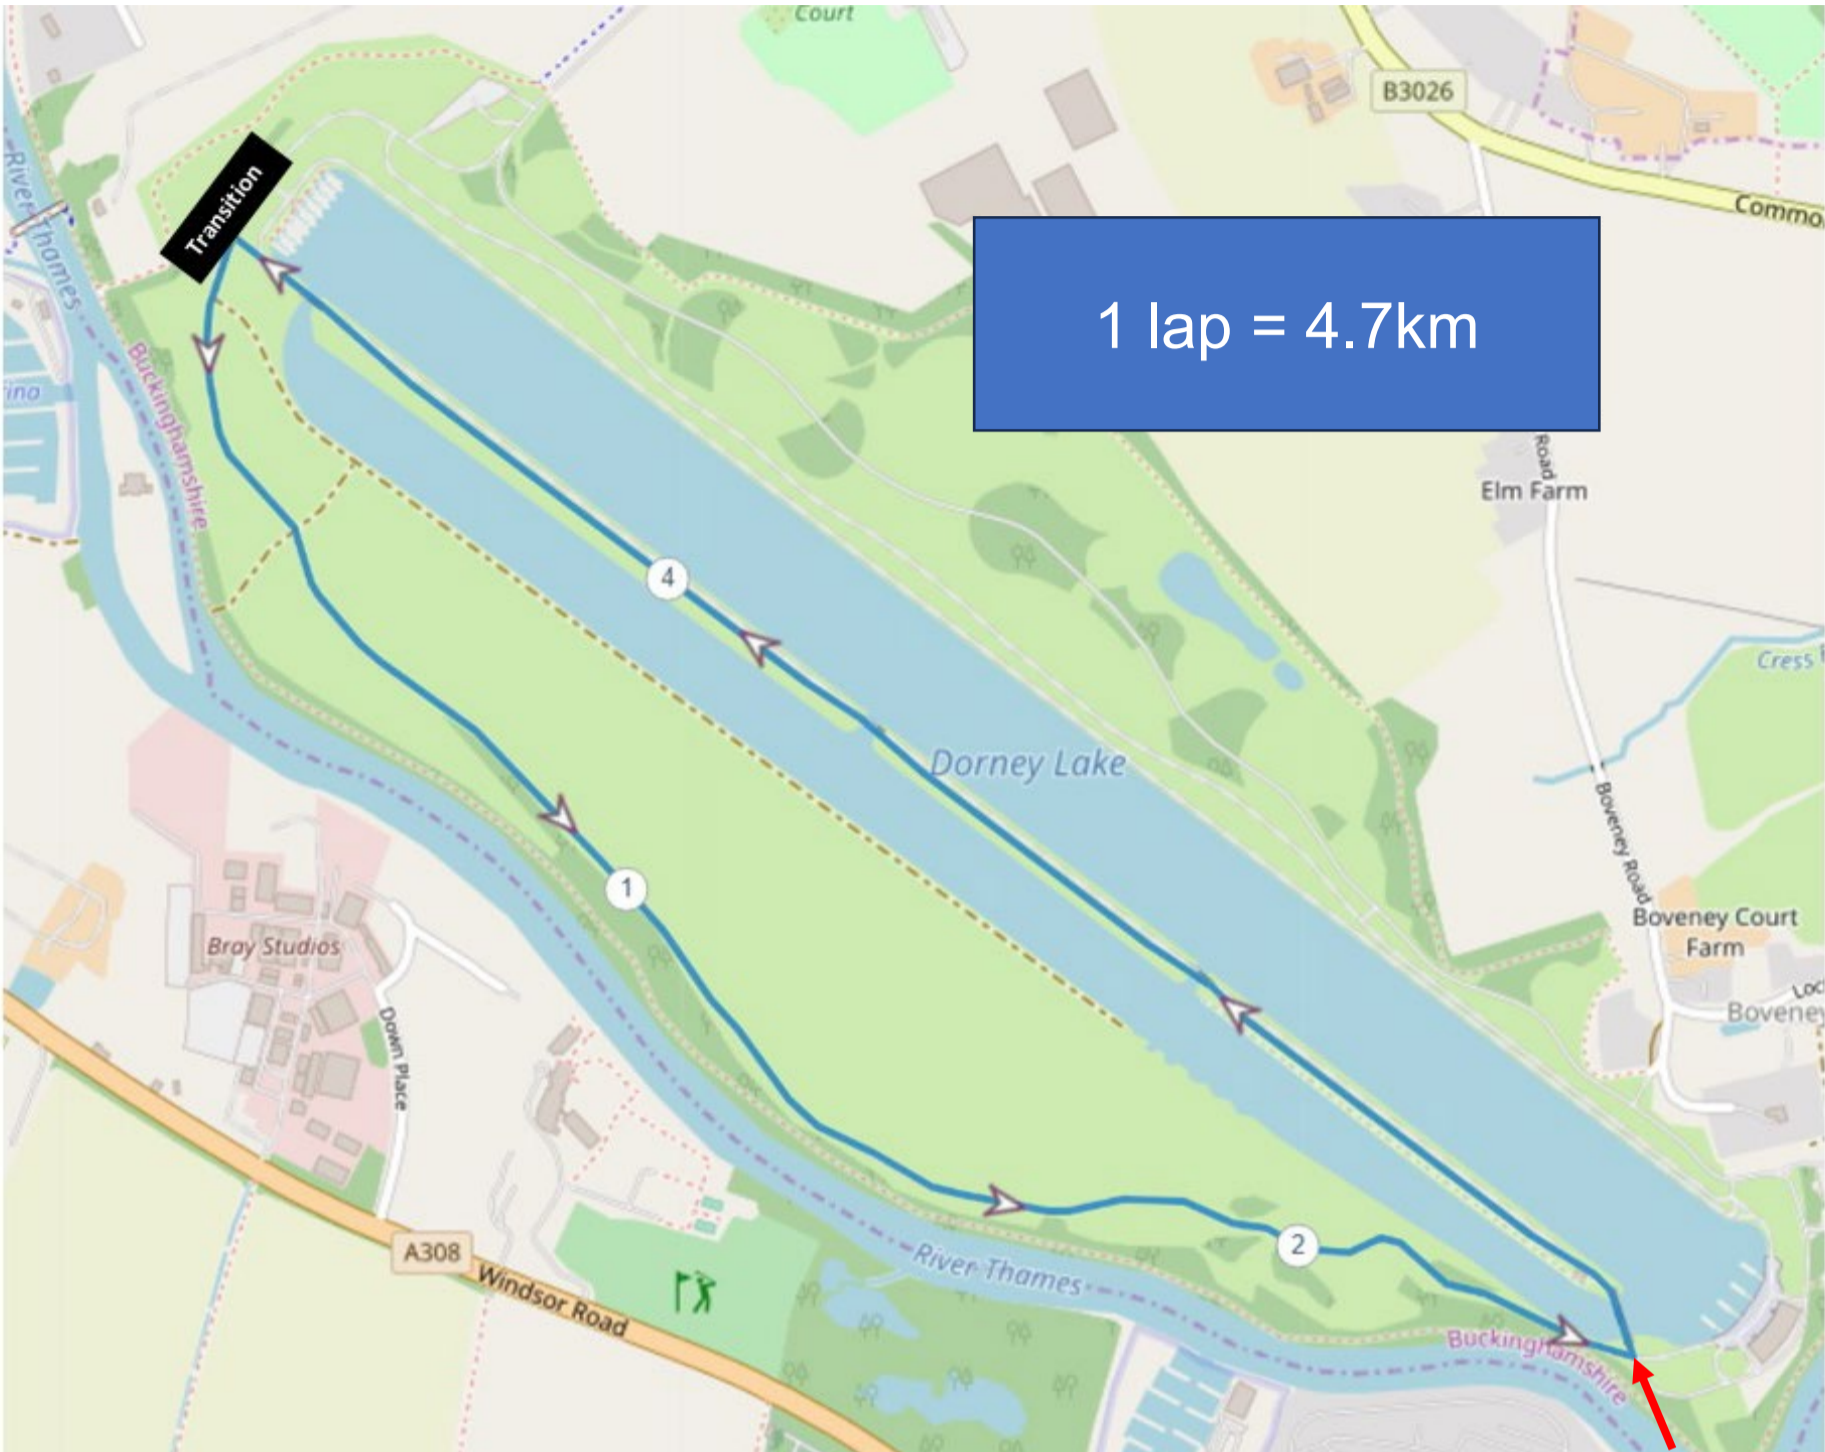 Court
B3026
Commo
River Thames
Transition
1 lap = 4.7km
Buckinghamshire
Road
Elm Farm
4
Cress
Dorney Lake
Boveney Road
1
Boveney Court
Farm
Bray Studios
Down Place
Boveney
2
A308
Windsor Road
River Thames
Buckinghamshire